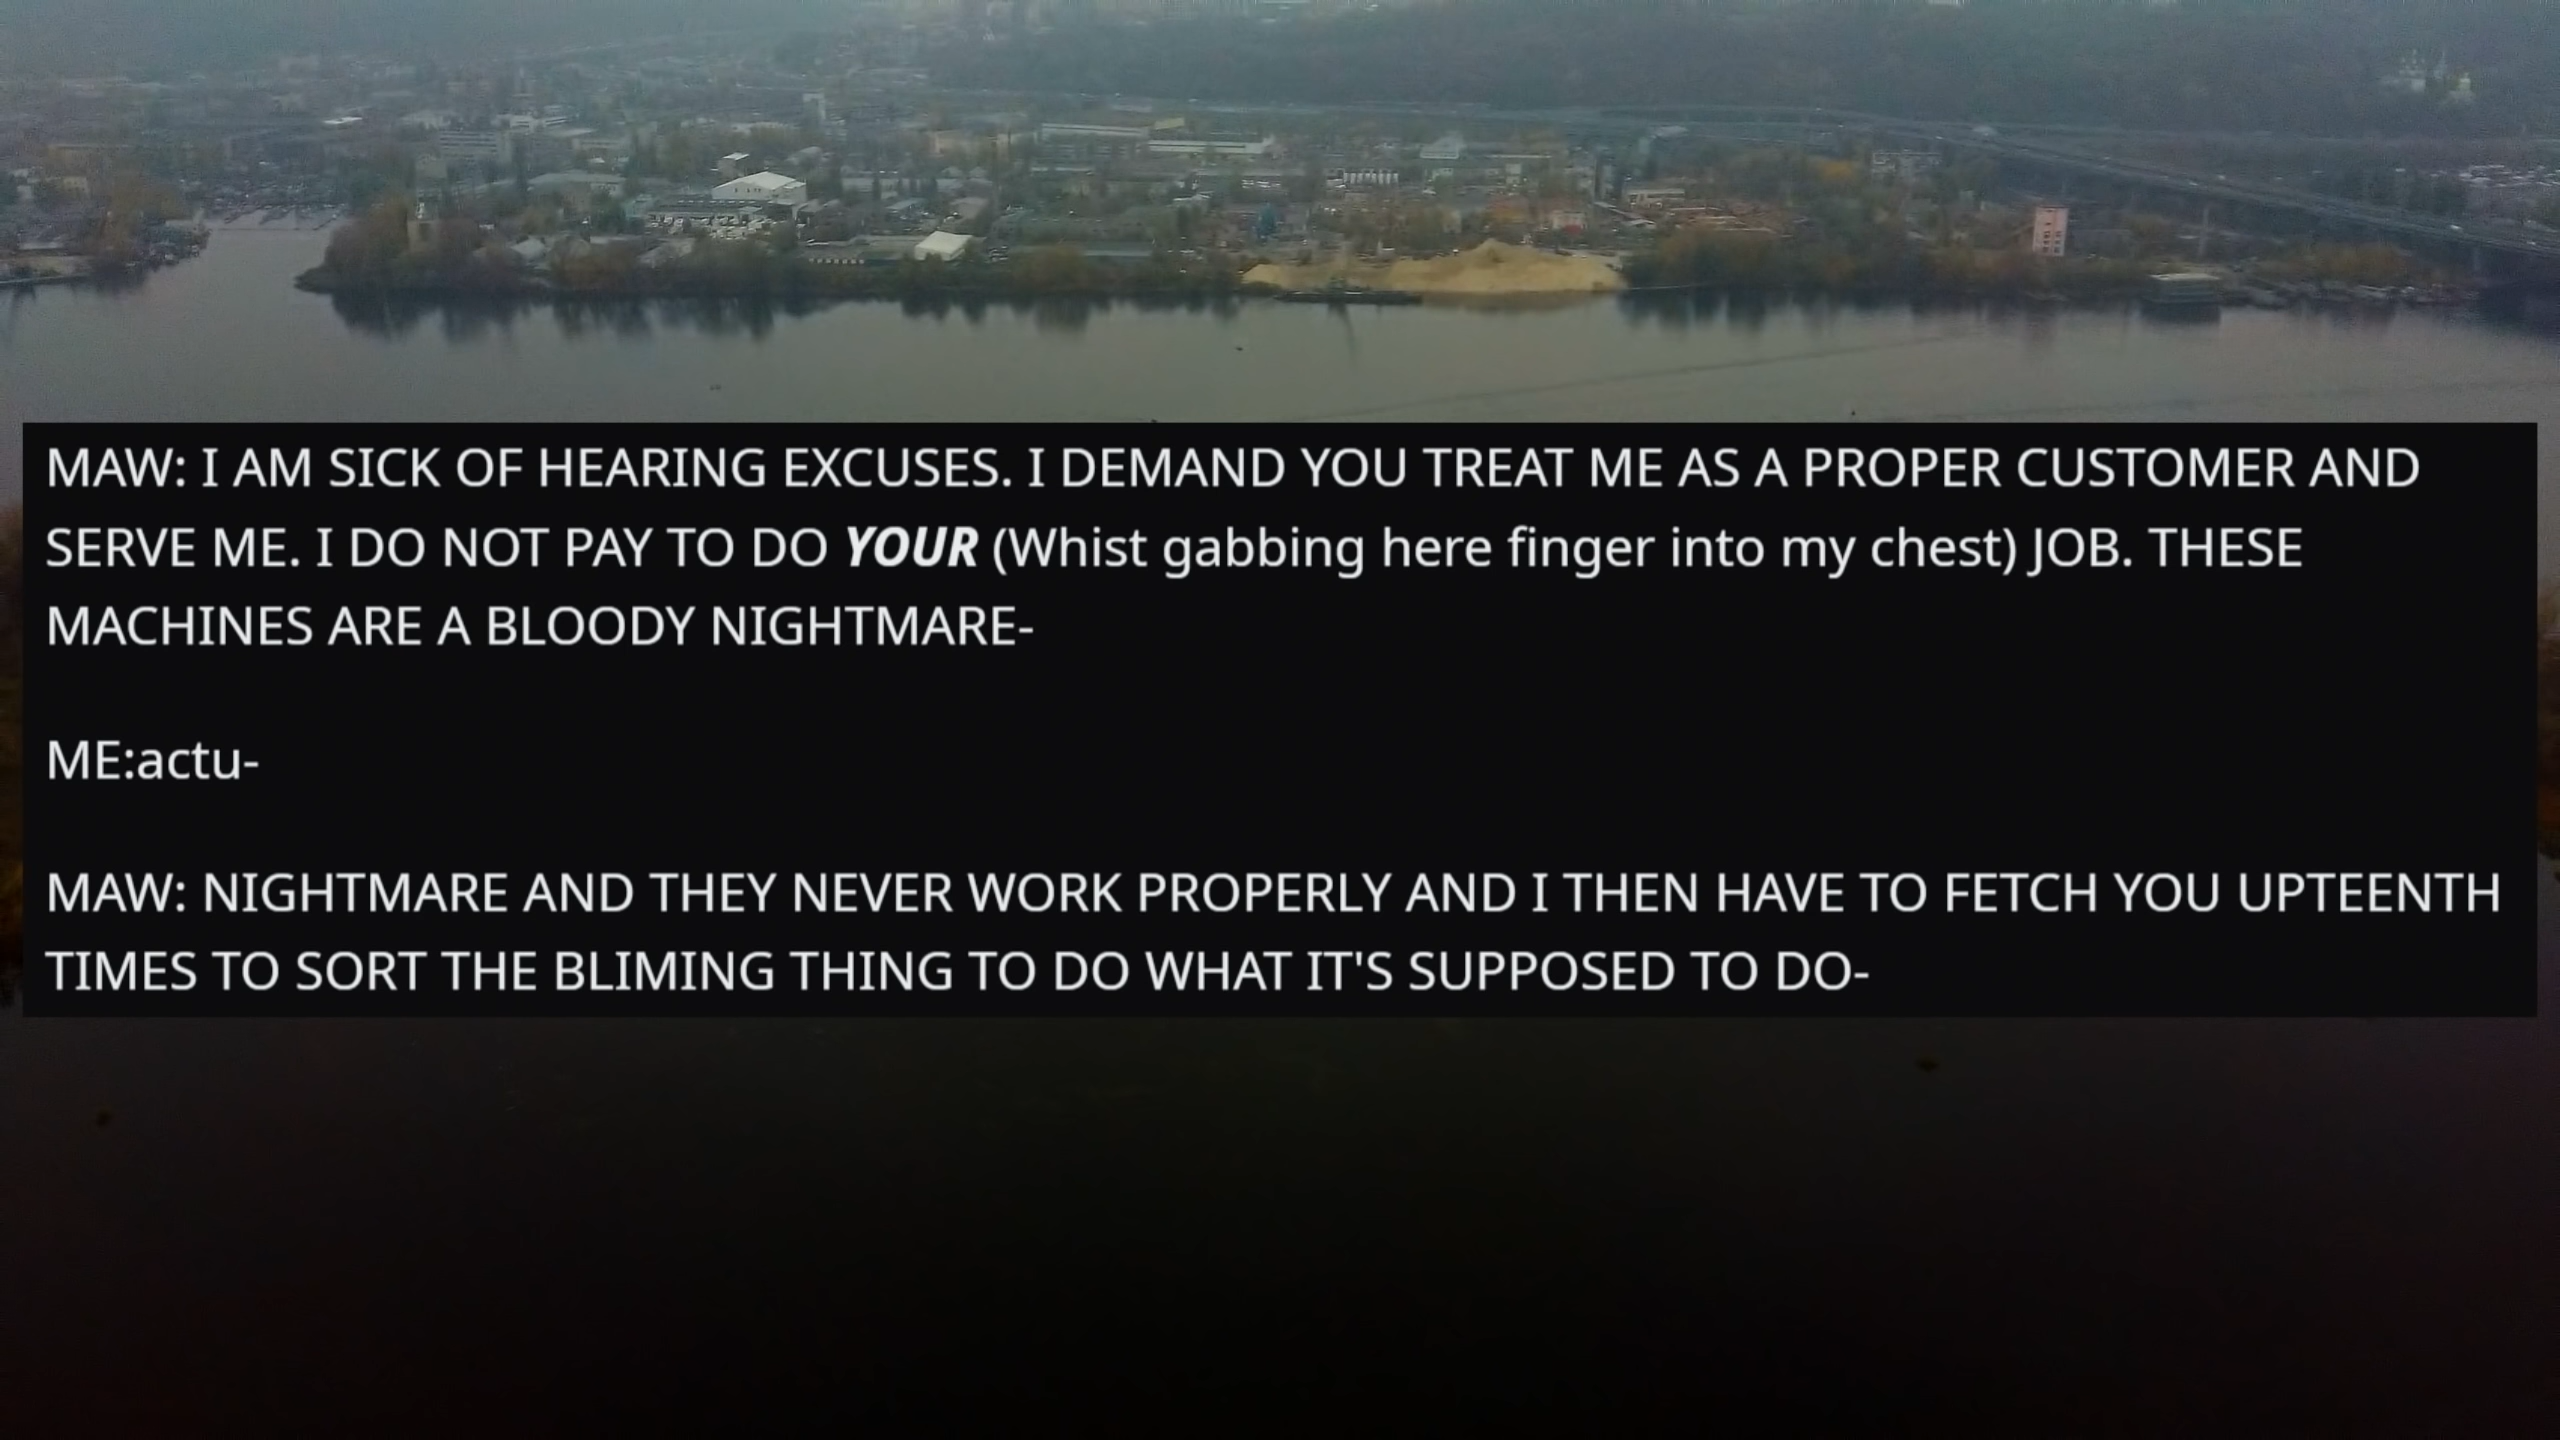 MAW: I AM SICK OF HEARING EXCUSES. I DEMAND YOU TREAT ME AS A PROPER CUSTOMER AND
SERVE ME. I DO NOT PAY TO DO YOUR (Whist gabbing here finger into my chest) JOB. THESE
MACHINES ARE A BLOODY NIGHTMARE-
ME:actu-
MAW: NIGHTMARE AND THEY NEVER WORK PROPERLY AND I THEN HAVE TO FETCH YOU UPTEENTH
TIMES TO SORT THE BLIMING THING TO DO WHAT IT'S SUPPOSED TO DO-